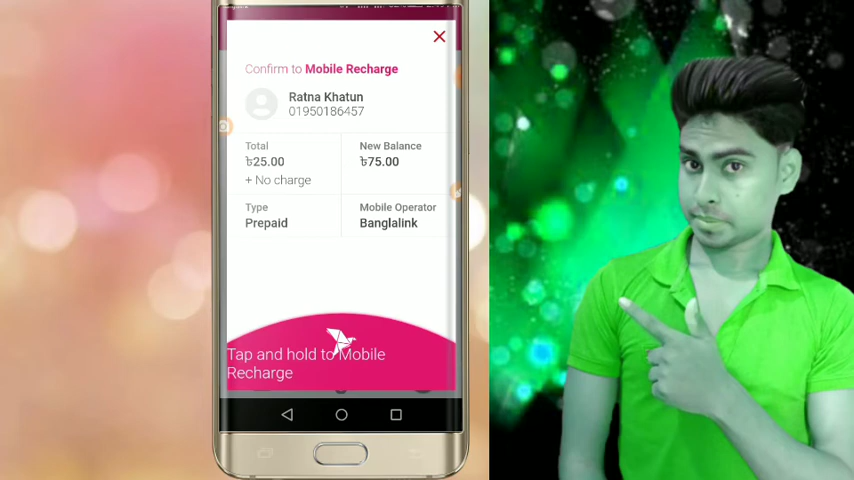 Confirm to Mobile Recharge
Ratna Khatun
01950186457
Total
৳25.00
+ No charge
New Balance
৳75.00
Type
Prepaid
Mobile Operator
Banglalink
Tap and hold to Mobile
Recharge